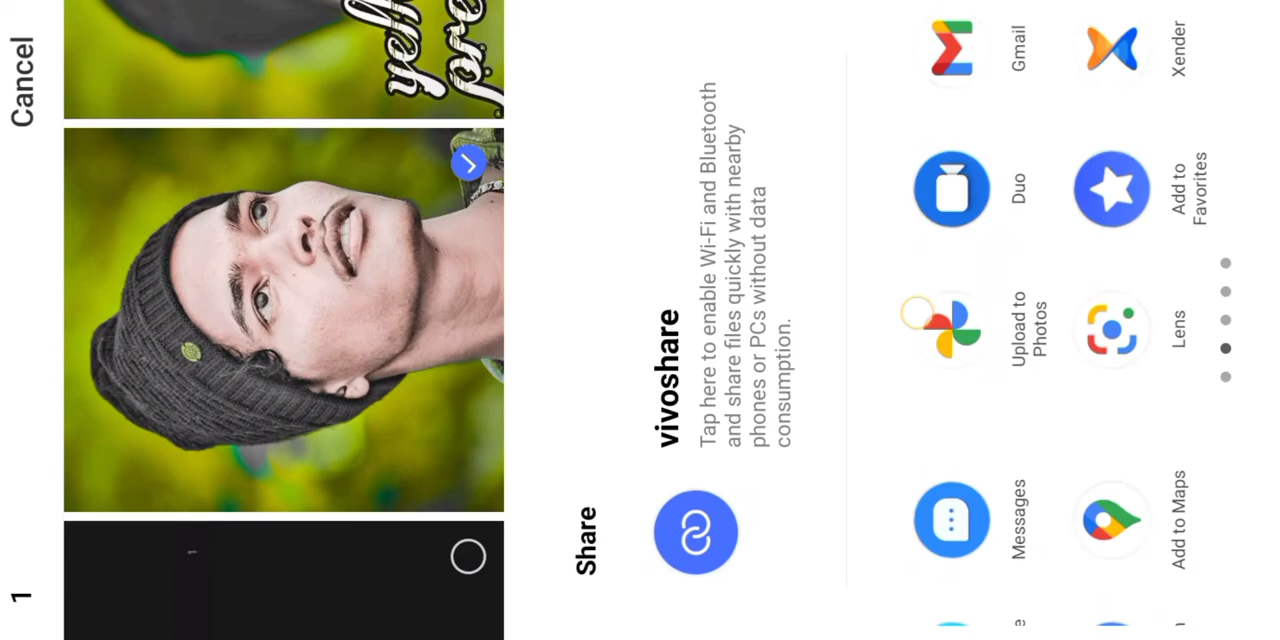 1
Cancel
Share
vivoshare
Tap here to enable Wi-Fi and Bluetooth
and share files quickly with nearby
phones or PCs without data
consumption.
Messages
Upload to
Photos
Duo
Gmail
Add to Maps
Lens
Add to
Favorites
Xender